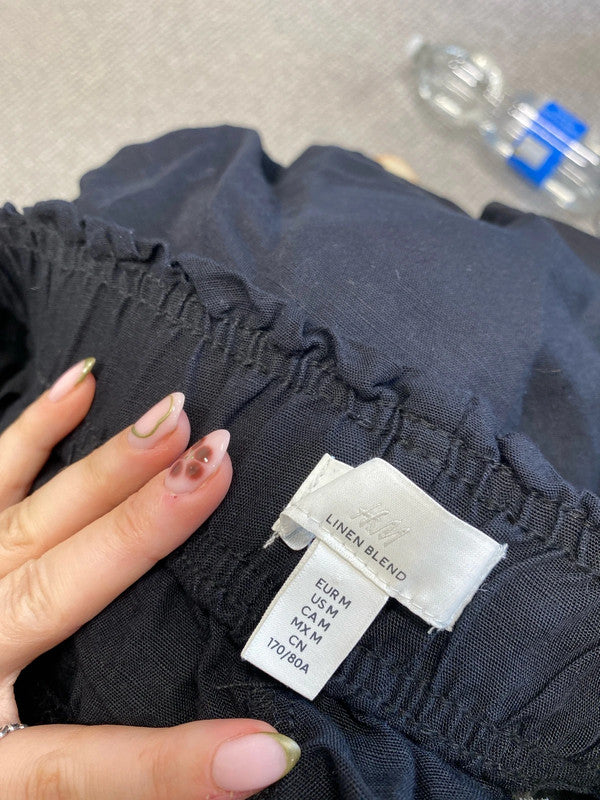 H&M
LINEN BLEND
EUR M
US M
CA M
MX M
CN
170/80A